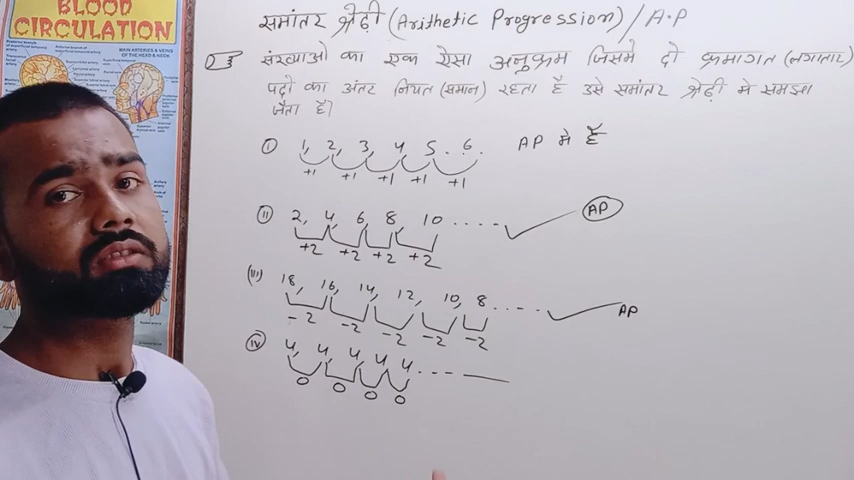 BLOOD
CIRCULATION
MAIN ARTERIES & VEINS
OF THE HEAD & NECK
समांतर श्रेढ़ी (Arithetic Progression) / A.P
संख्याओ का एक ऐसा अनुक्रम जिसमे दो क्रमागत (लगातार)
पदों का अंतर नियत (समान) रहता है उसे समांतर श्रेढ़ी मे समझा
जैता है।
(i) 1, 2, 3, 4 5 . 6 . AP मे है
+1 +1 +1 +1 +1
(ii) 2, 4, 6, 8, 10 ..... AP
+2 +2 +2 +2
(iii) 18, 16, 14, 12, 10, 8 ..... AP
-2 -2 -2 -2 -2
(iv) 4, 4, 4, 4, 4 . ---
0 0 0 0